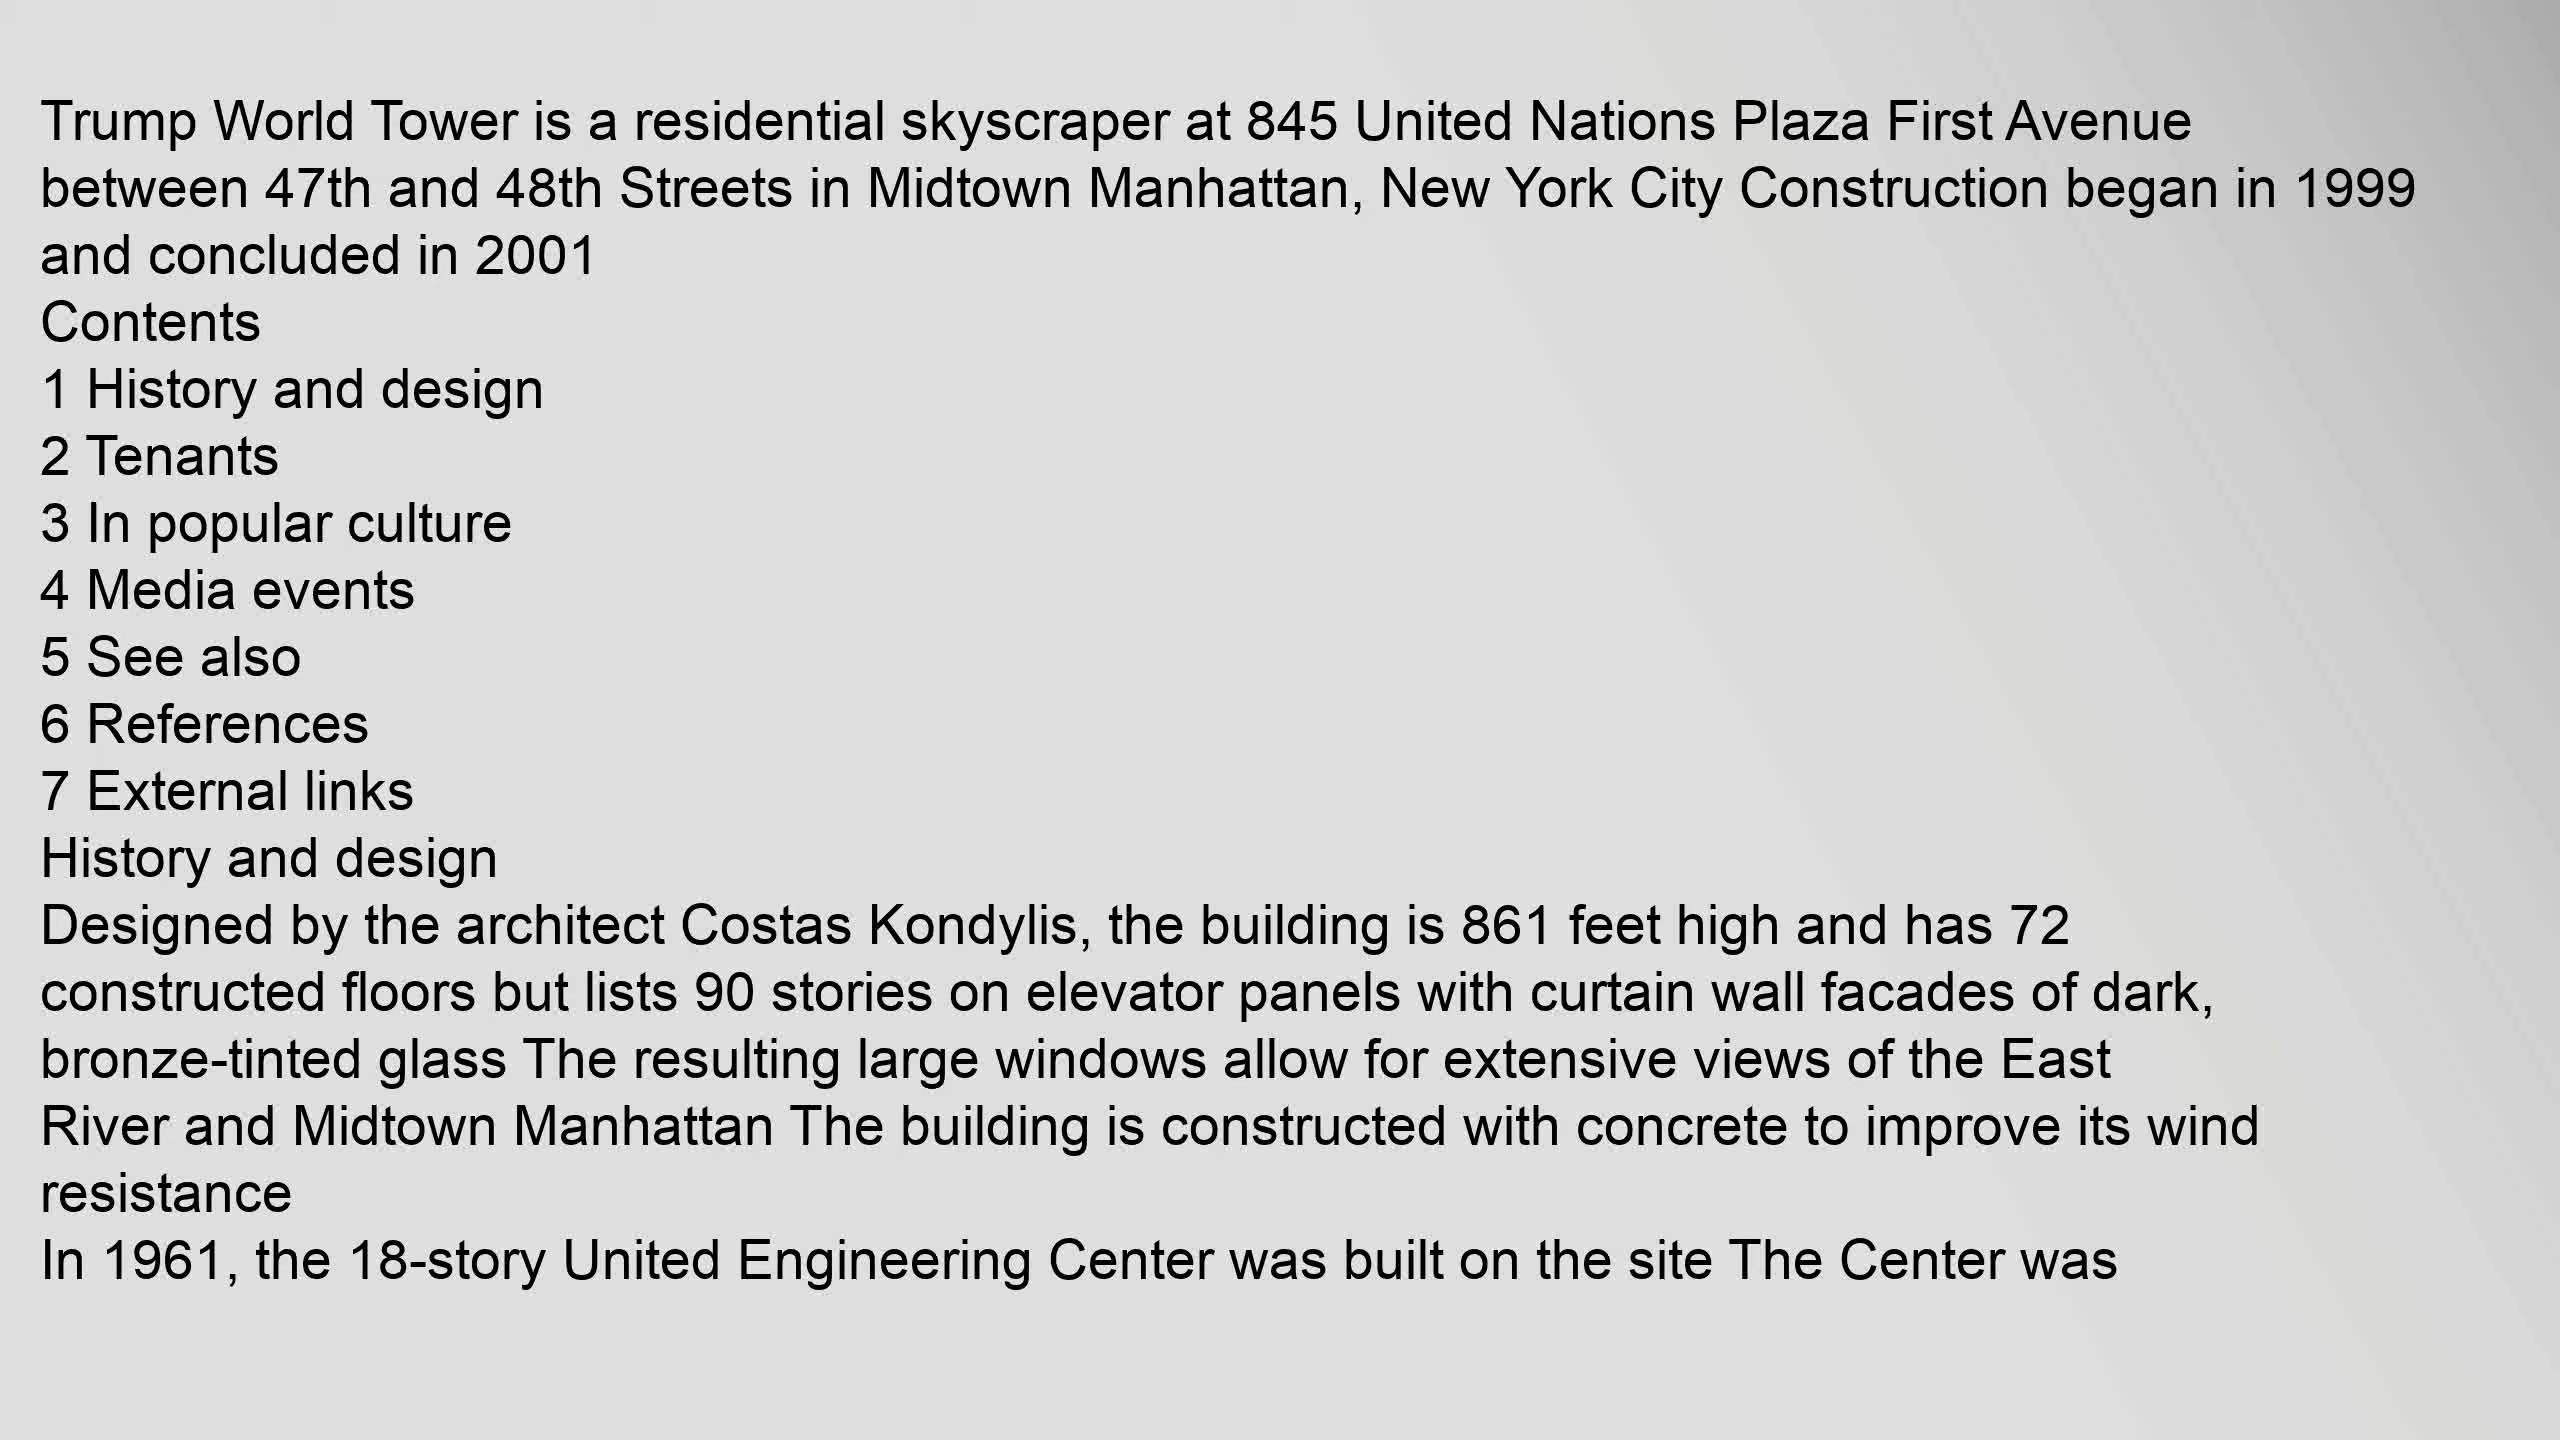 Trump World Tower is a residential skyscraper at 845 United Nations Plaza First Avenue
between 47th and 48th Streets in Midtown Manhattan, New York City Construction began in 1999
and concluded in 2001
Contents
1 History and design
2 Tenants
3 In popular culture
4 Media events
5 See also
6 References
7 External links
History and design
Designed by the architect Costas Kondylis, the building is 861 feet high and has 72
constructed floors but lists 90 stories on elevator panels with curtain wall facades of dark,
bronze-tinted glass The resulting large windows allow for extensive views of the East
River and Midtown Manhattan The building is constructed with concrete to improve its wind
resistance
In 1961, the 18-story United Engineering Center was built on the site The Center was